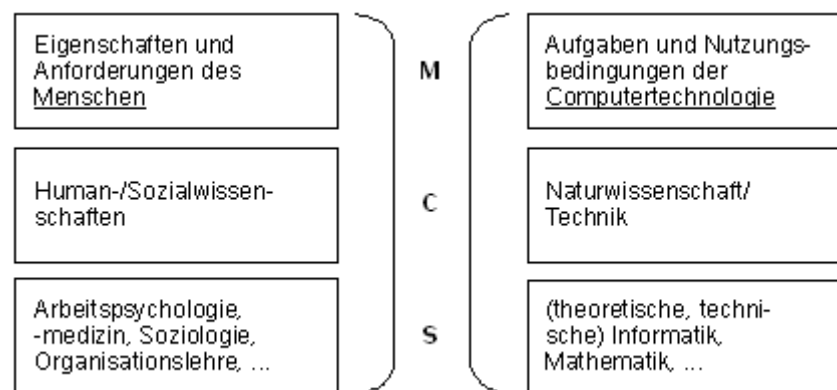 Eigenschaften und
Anforderungen des
Menschen
M
Aufgaben und Nutzungs-
bedingungen der
Computertechnologie
Human-/Sozialwissen-
schaften
C
Naturwissenschaft/
Technik
Arbeitspsychologie,
-medizin, Soziologie,
Organisationslehre, ...
S
(theoretische, techni-
sche) Informatik,
Mathematik, ...